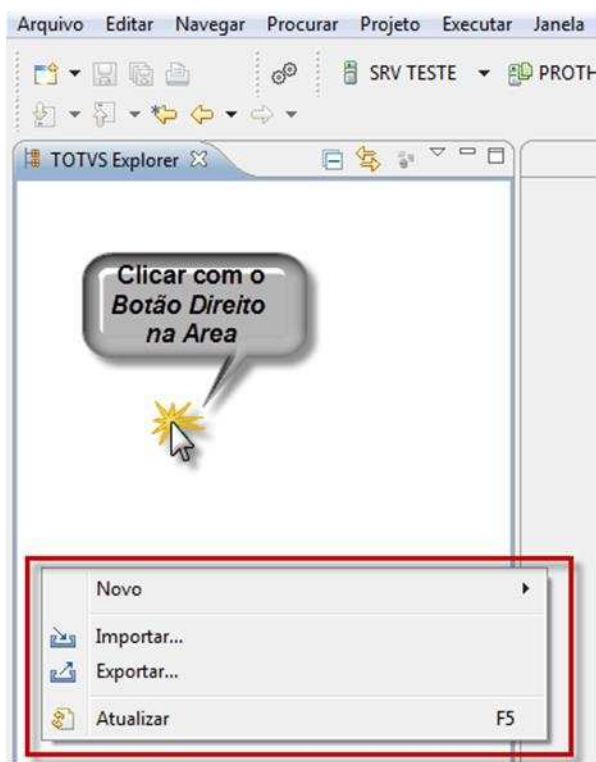 Arquivo Editar Navegar Procurar Projeto Executar Janela
SRV TESTE PROTH
TOTVS Explorer
Clicar com o
Botão Direito
na Area
Novo
Importar...
Exportar...
Atualizar F5